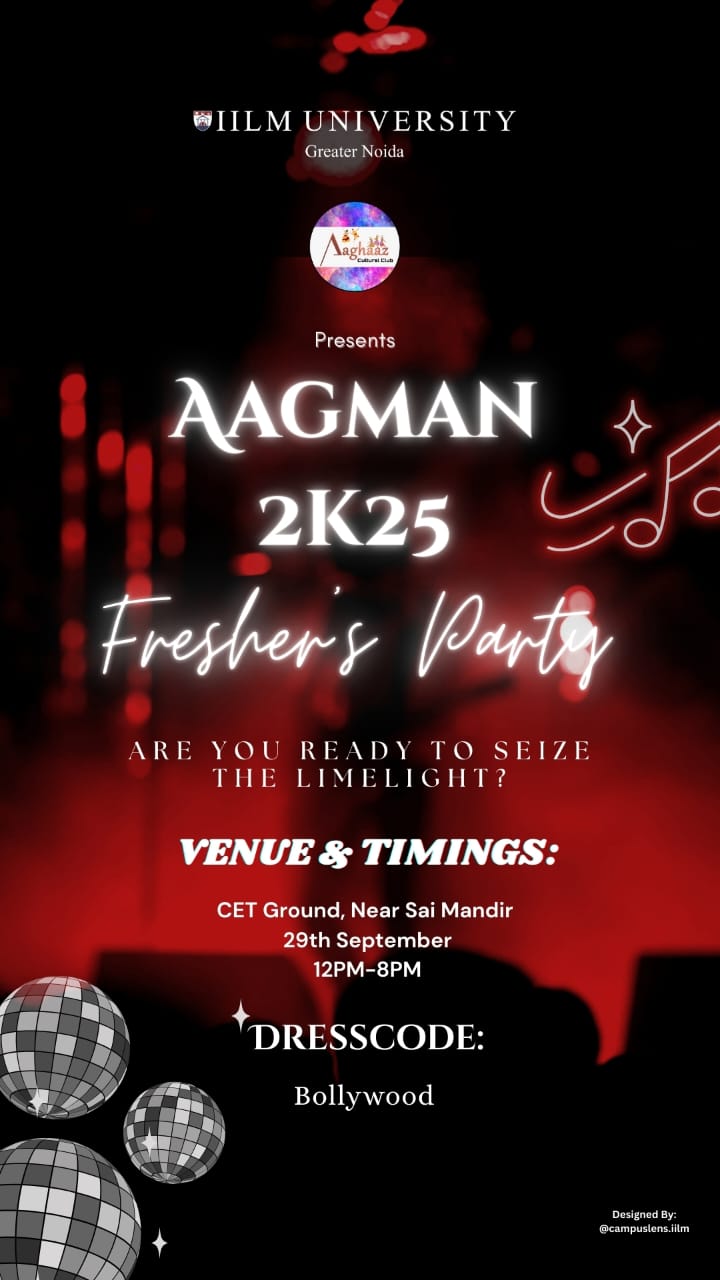 IILM UNIVERSITY
Greater Noida
Aaghaaz
Cultural Club
Presents
AAGMAN
2K25
Fresher's Party
ARE YOU READY TO SEIZE
THE LIMELIGHT?
VENUE & TIMINGS:
CET Ground, Near Sai Mandir
29th September
12PM-8PM
DRESSCODE:
Bollywood
Designed By:
@campuslens.iilm